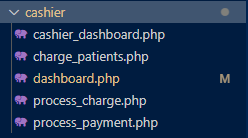 cashier
cashier_dashboard.php
charge_patients.php
dashboard.php M
process_charge.php
process_payment.php